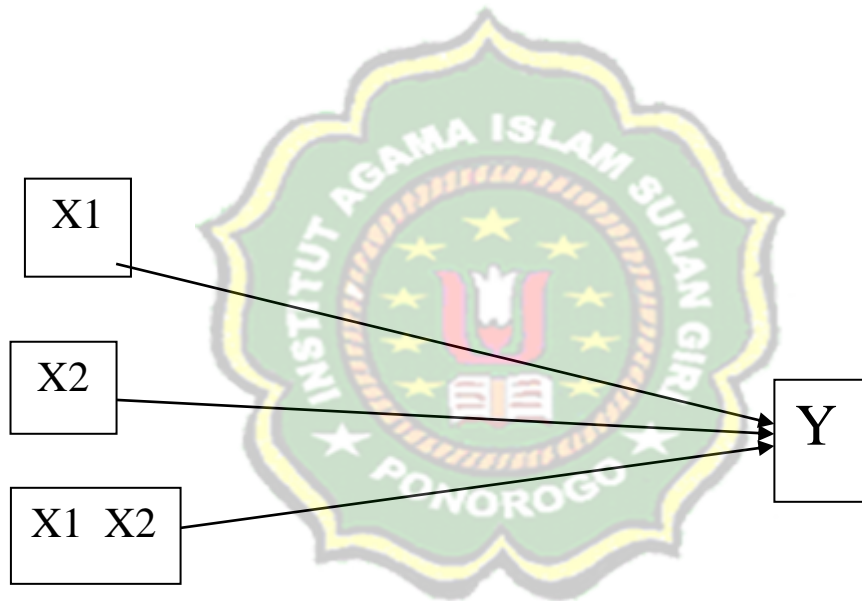 INSTITUT AGAMA ISLAM SUNAN GIRI
PONOROGO
X1
X2
X1 X2
Y